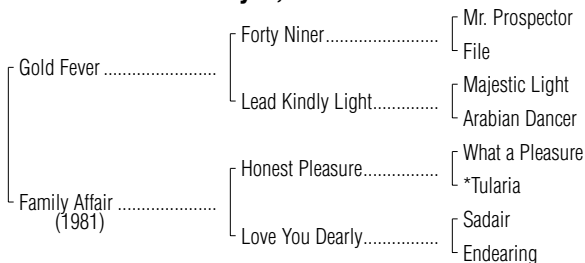 Mr. Prospector
Forty Niner..........................
File
Gold Fever .......................
Majestic Light
Lead Kindly Light...............
Arabian Dancer
What a Pleasure
Honest Pleasure.................
*Tularia
Family Affair ....................
(1981)
Sadair
Love You Dearly.................
Endearing